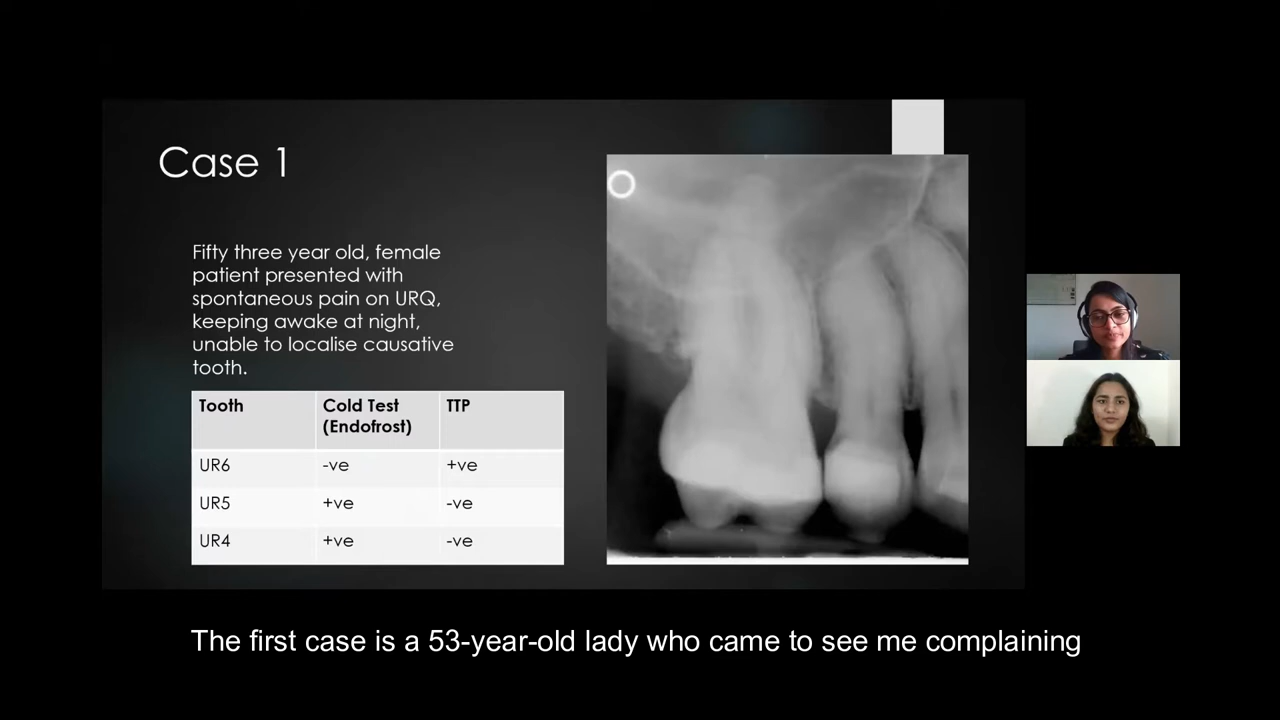 Case 1
Fifty three year old, female
patient presented with
spontaneous pain on URQ,
keeping awake at night,
unable to localise causative
tooth.
Tooth Cold Test (Endofrost) TTP
UR6 -ve +ve
UR5 +ve -ve
UR4 +ve -ve
The first case is a 53-year-old lady who came to see me complaining